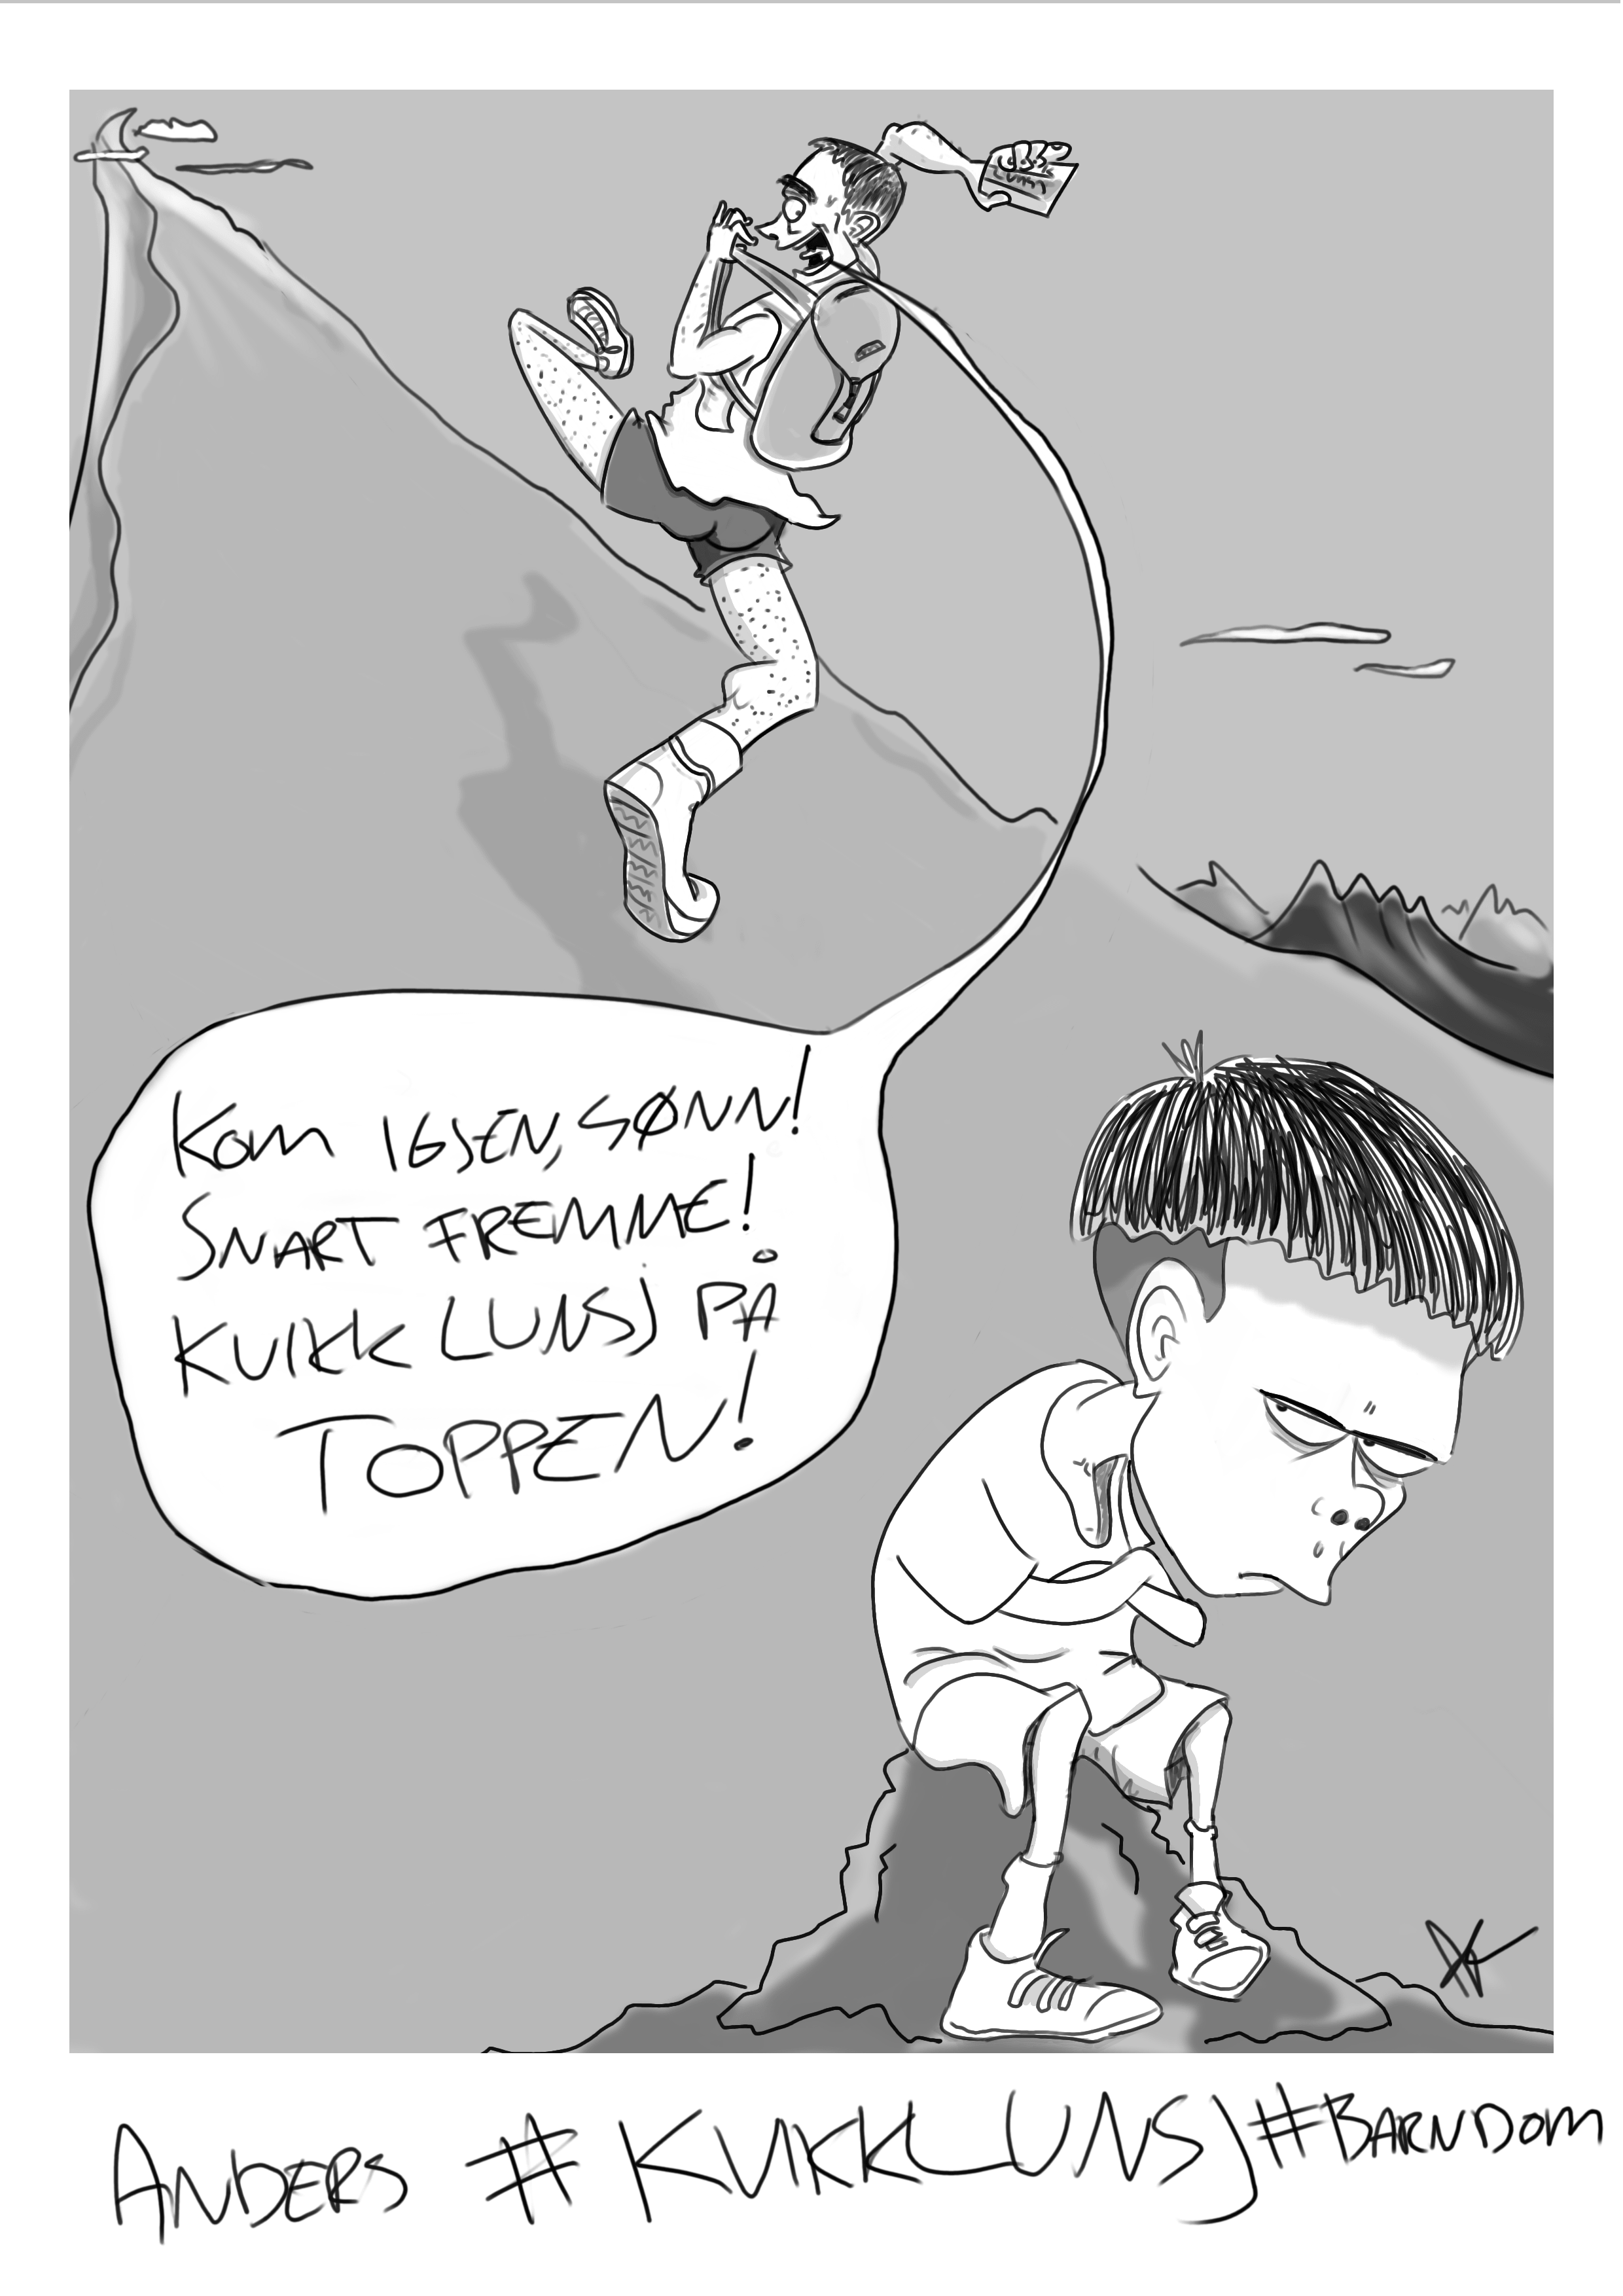 KOM IGJEN, SØNN!
SNART FREMME!
KVIKK LUNSJ PÅ
TOPPEN!
ANDERS #KVIKKLUNSJ #BARNDOM